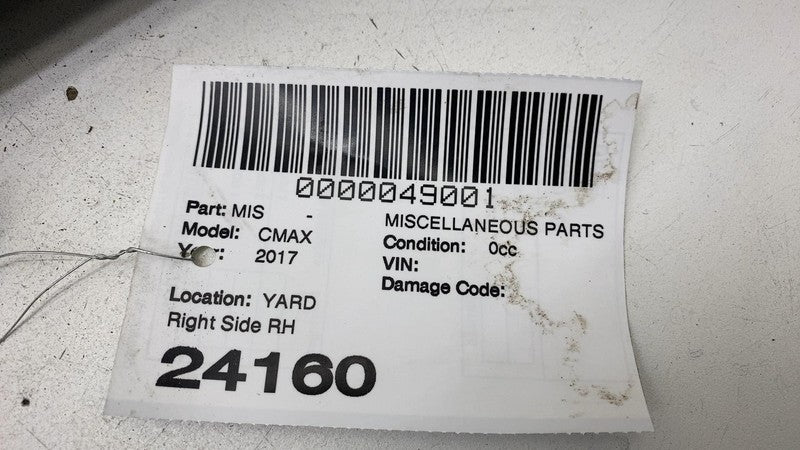 0000049001
Part: MIS - MISCELLANEOUS PARTS
Model: CMAX Condition: 0cc
Year: 2017 VIN:
Damage Code:
Location: YARD
Right Side RH
24160